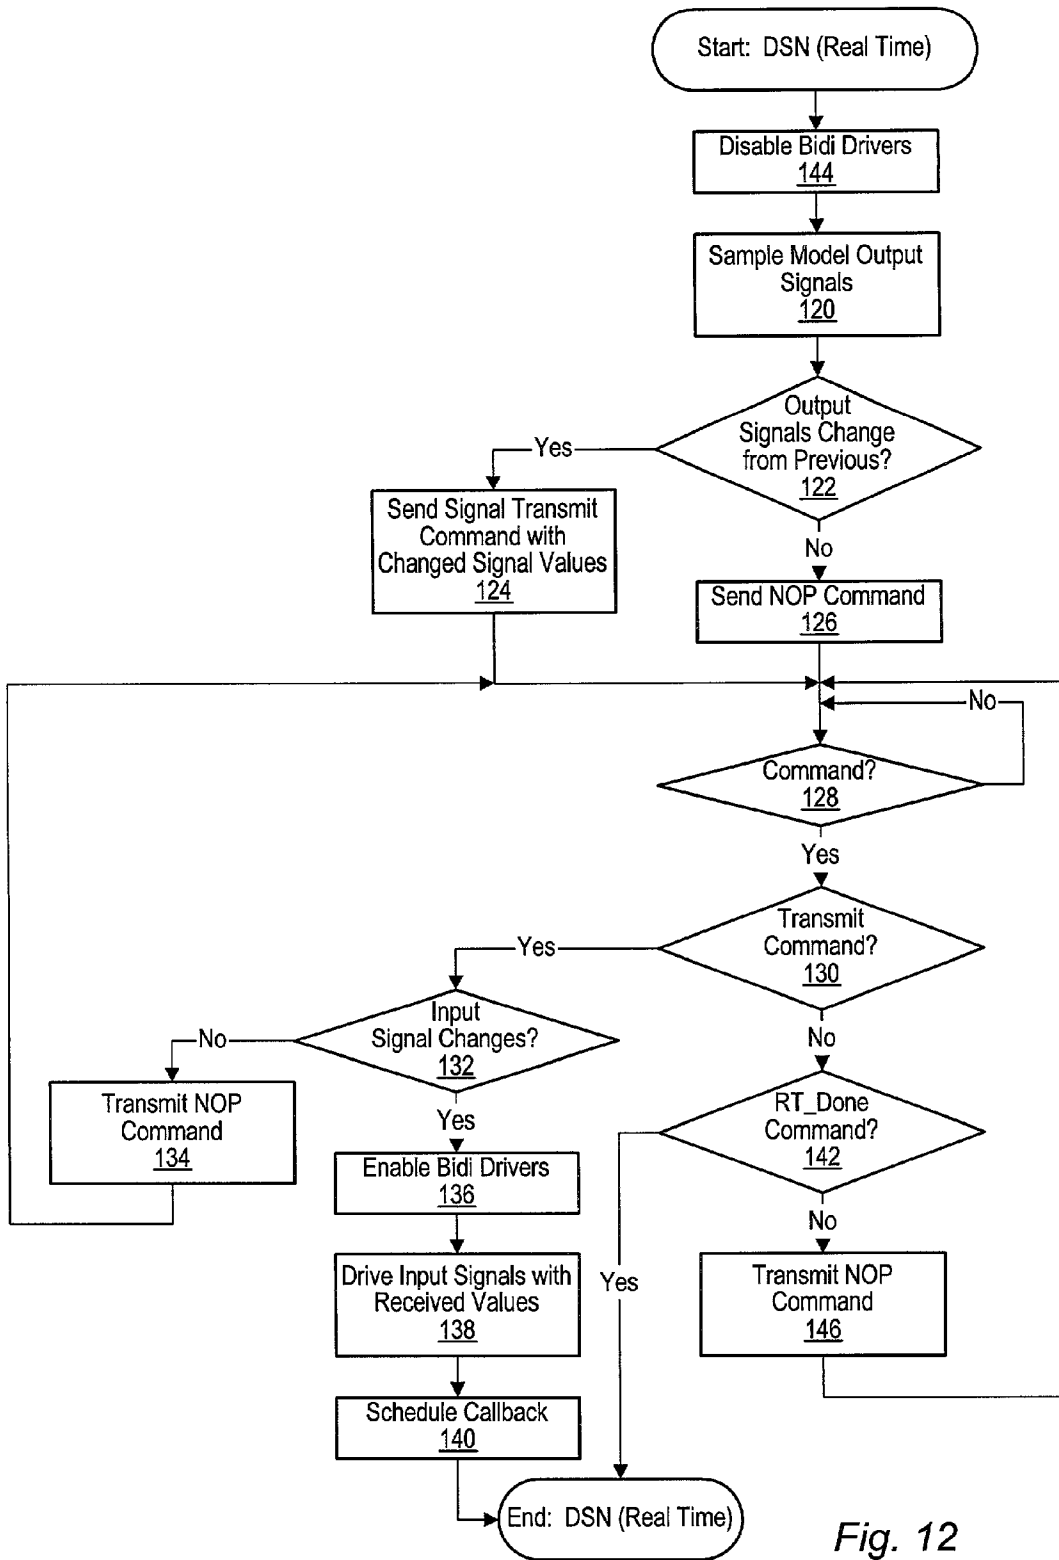 Start: DSN (Real Time)
Disable Bidi Drivers
144
Sample Model Output
Signals
120
Output
Signals Change
from Previous?
122
Yes
No
Send Signal Transmit
Command with
Changed Signal Values
124
Send NOP Command
126
No
Command?
128
Yes
Transmit
Command?
130
Yes
No
Input
Signal Changes?
132
No
Yes
Transmit NOP
Command
134
RT_Done
Command?
142
Yes
No
Enable Bidi Drivers
136
Drive Input Signals with
Received Values
138
Transmit NOP
Command
146
Schedule Callback
140
End: DSN (Real Time)
Fig. 12